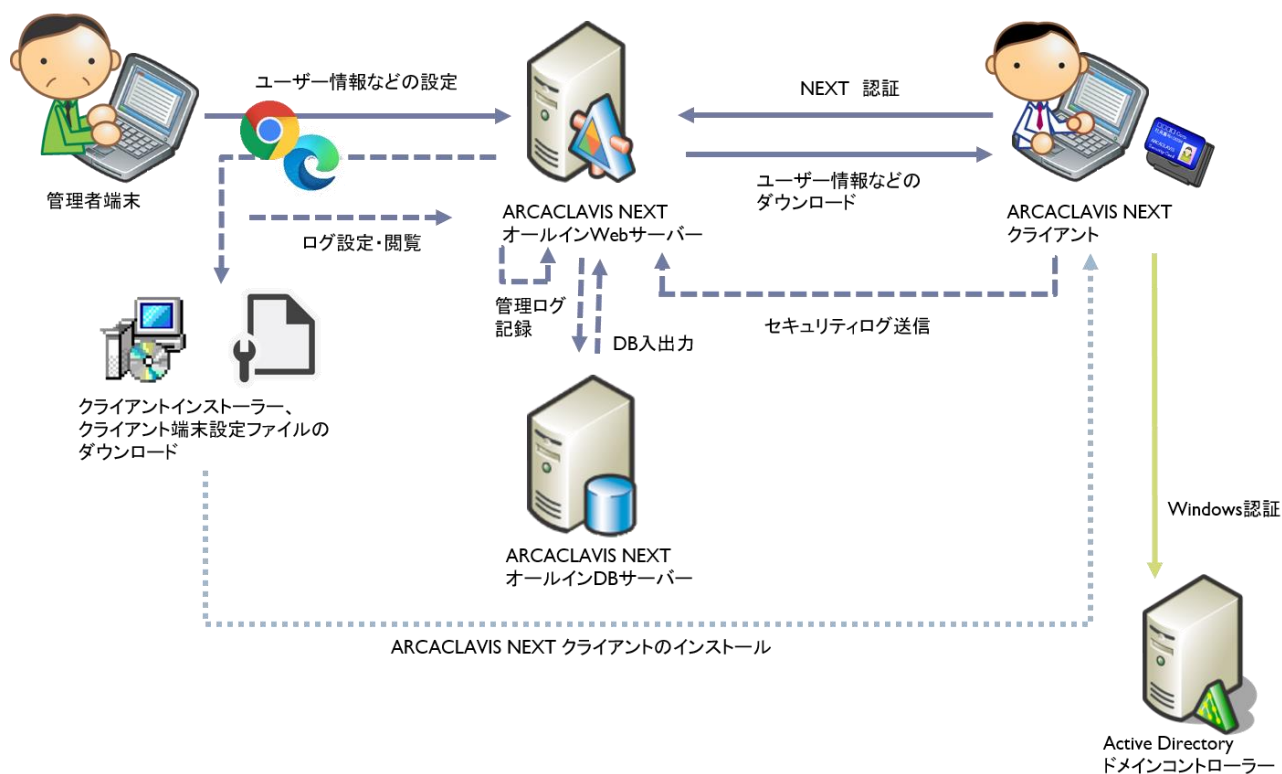 ユーザー情報などの設定
NEXT 認証
管理者端末
ユーザー情報などの
ダウンロード
ARCACLAVIS NEXT
オールインWebサーバー
ARCACLAVIS NEXT
クライアント
ログ設定・閲覧
管理ログ
記録
DB入出力
セキュリティログ送信
クライアントインストーラー、
クライアント端末設定ファイルの
ダウンロード
Windows認証
ARCACLAVIS NEXT
オールインDBサーバー
ARCACLAVIS NEXT クライアントのインストール
Active Directory
ドメインコントローラー